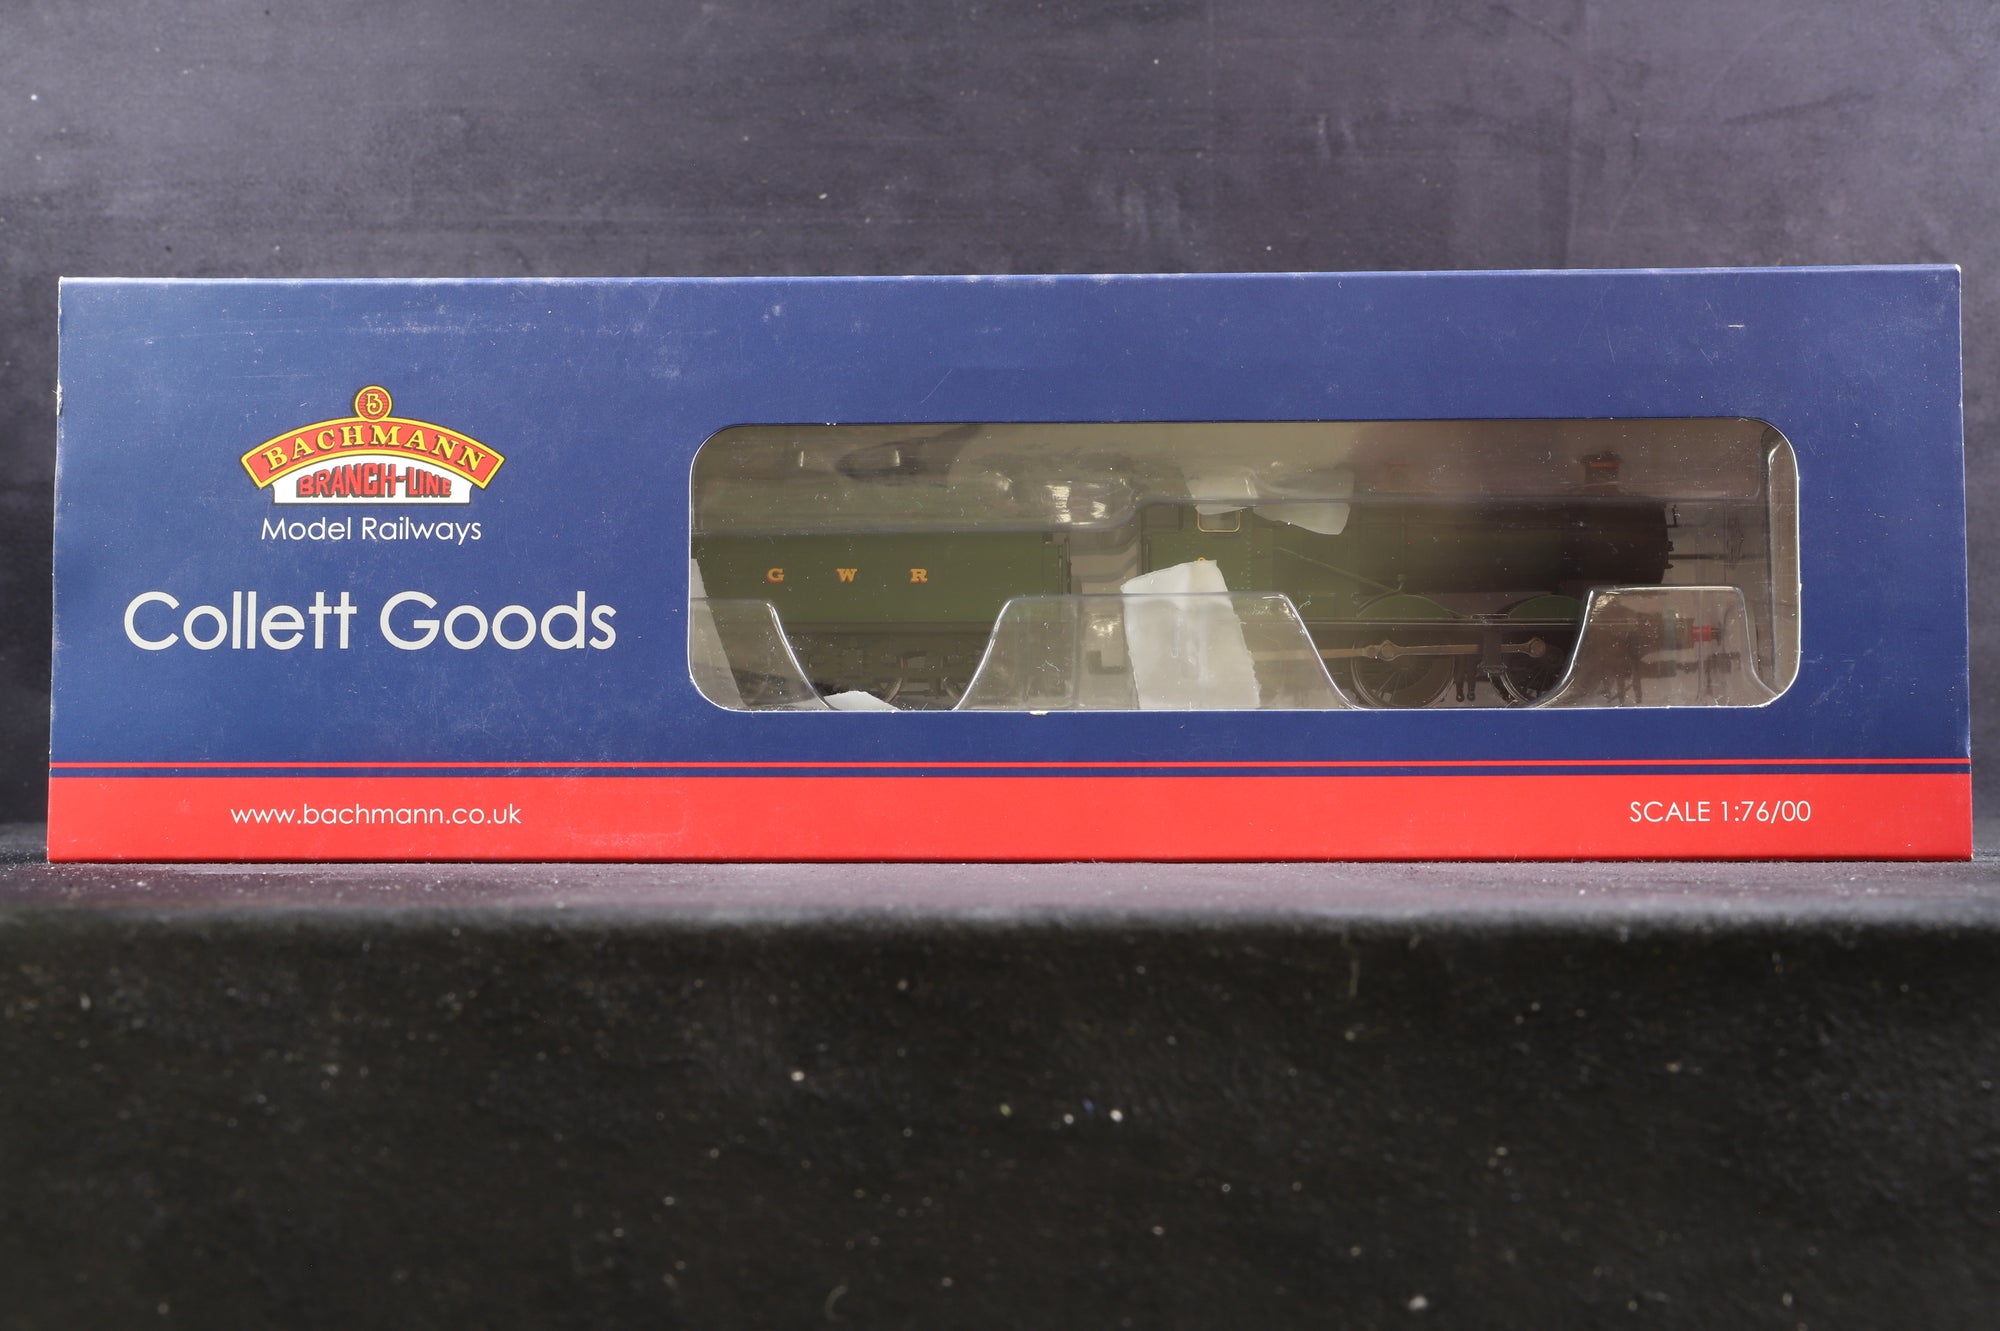 B
BACHMANN
BRANCH-LINE
Model Railways
Collett Goods
G W R
www.bachmann.co.uk
SCALE 1:76/00